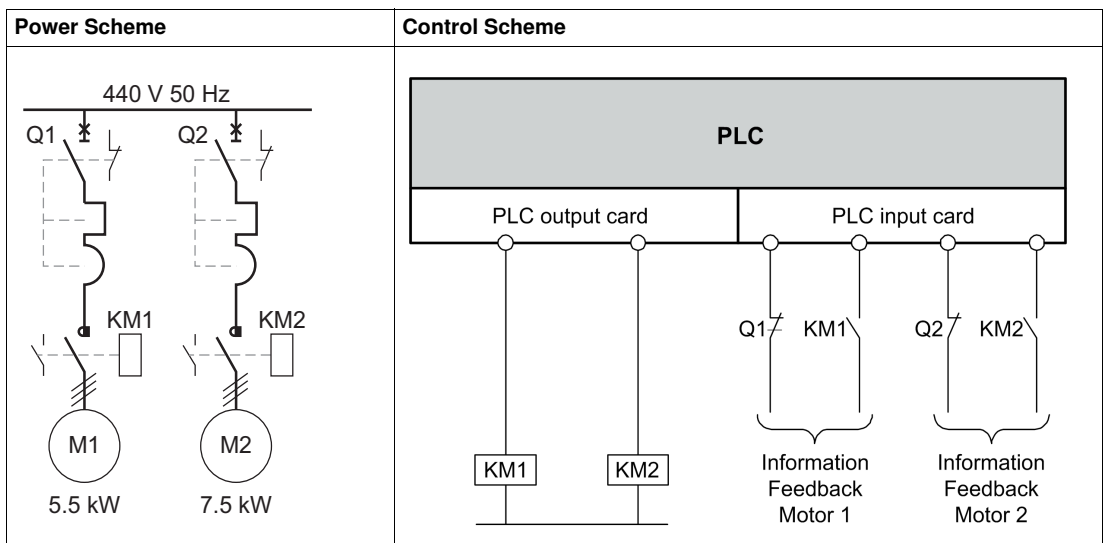 Power Scheme
Control Scheme
440 V 50 Hz
Q1
Q2
KM1
KM2
M1
M2
5.5 kW
7.5 kW
PLC
PLC output card
PLC input card
Q1
KM1
Q2
KM2
KM1
KM2
Information
Feedback
Motor 1
Information
Feedback
Motor 2